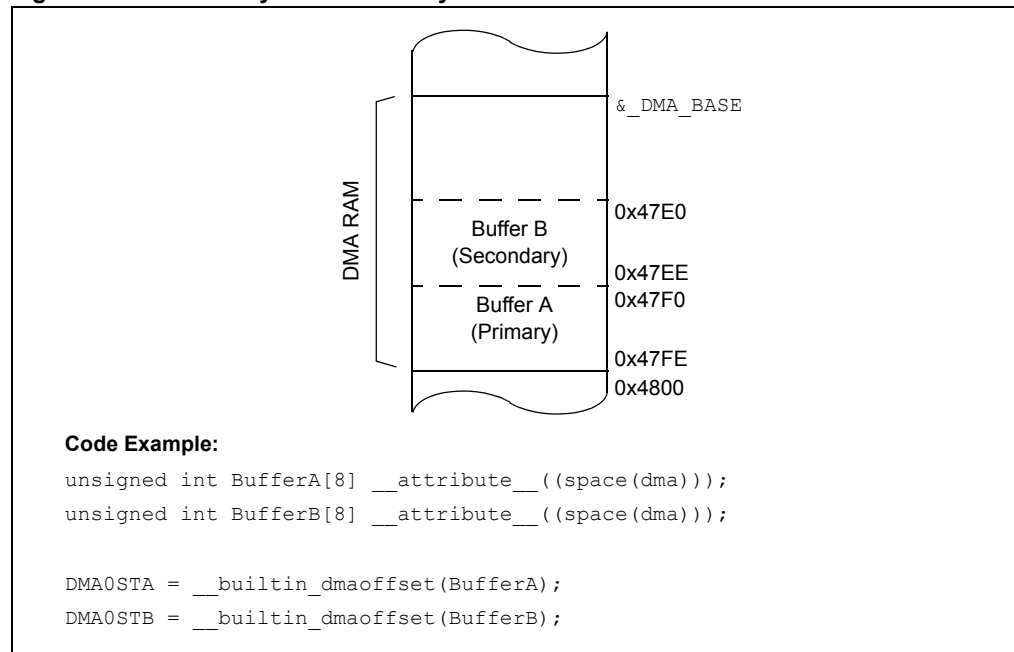 &_DMA_BASE
DMA RAM
0x47E0
Buffer B
(Secondary)
0x47EE
0x47F0
Buffer A
(Primary)
0x47FE
0x4800
Code Example:
unsigned int BufferA[8] __attribute__((space(dma)));
unsigned int BufferB[8] __attribute__((space(dma)));
DMA0STA = __builtin_dmaoffset(BufferA);
DMA0STB = __builtin_dmaoffset(BufferB);